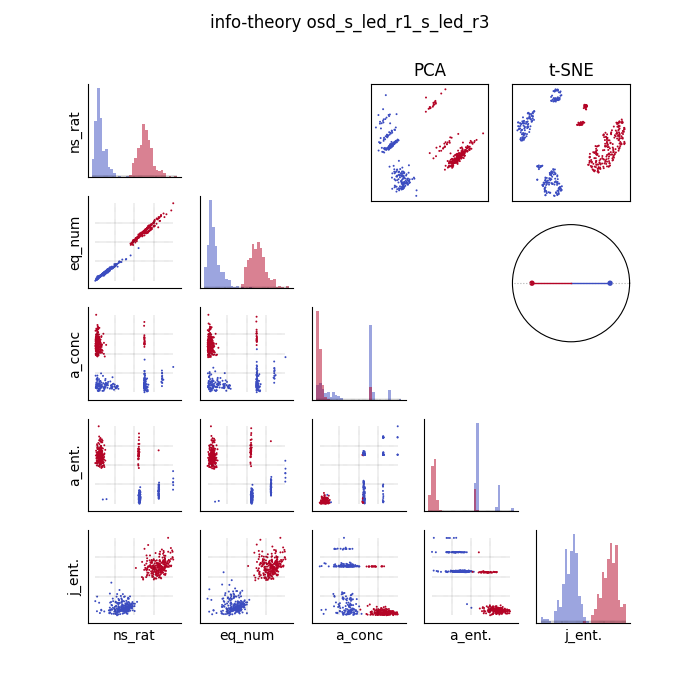 info-theory osd_s_led_r1_s_led_r3
PCA
t-SNE
ns_rat
eq_num
a_conc
a_ent.
j_ent.
ns_rat
eq_num
a_conc
a_ent.
j_ent.